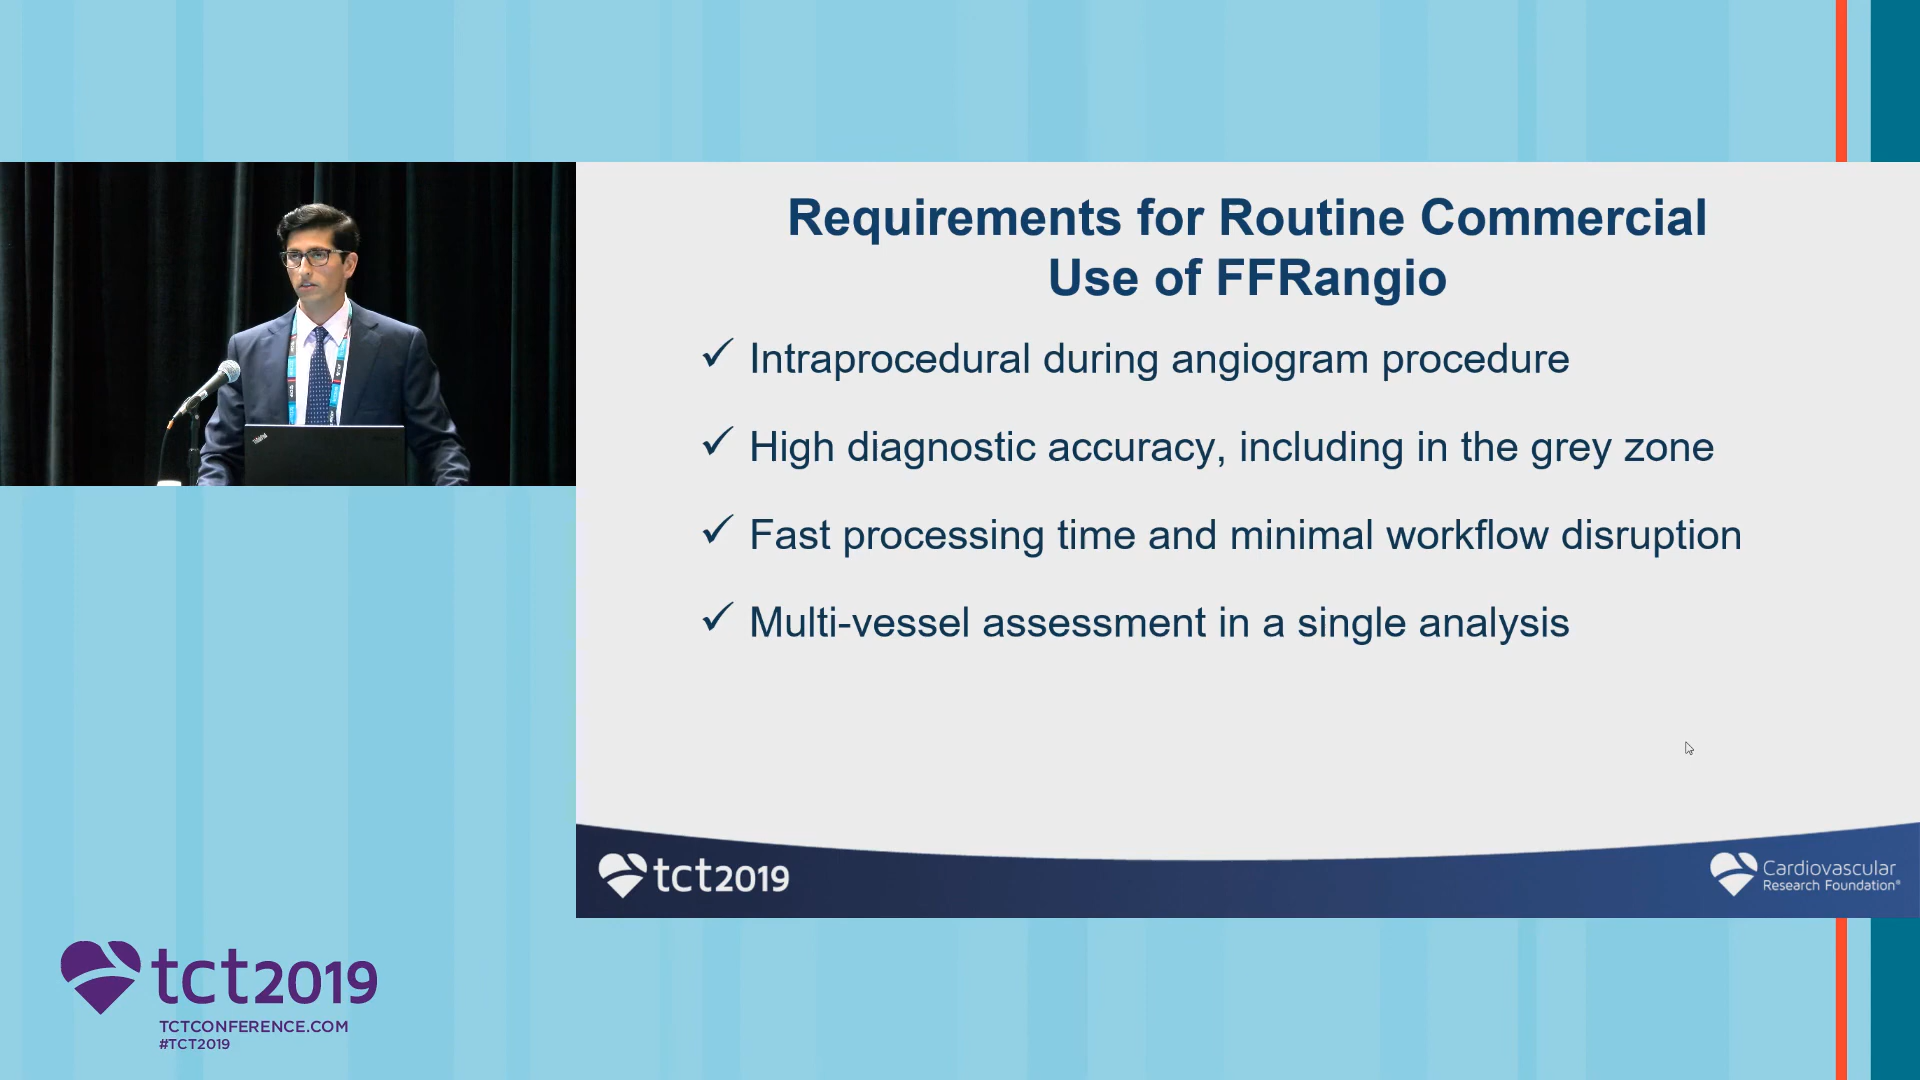 Requirements for Routine Commercial
Use of FFRangio
✓ Intraprocedural during angiogram procedure
✓ High diagnostic accuracy, including in the grey zone
✓ Fast processing time and minimal workflow disruption
✓ Multi-vessel assessment in a single analysis
tct2019
Cardiovascular
Research Foundation®
tct2019
TCTCONFERENCE.COM
#TCT2019
ThinkPad